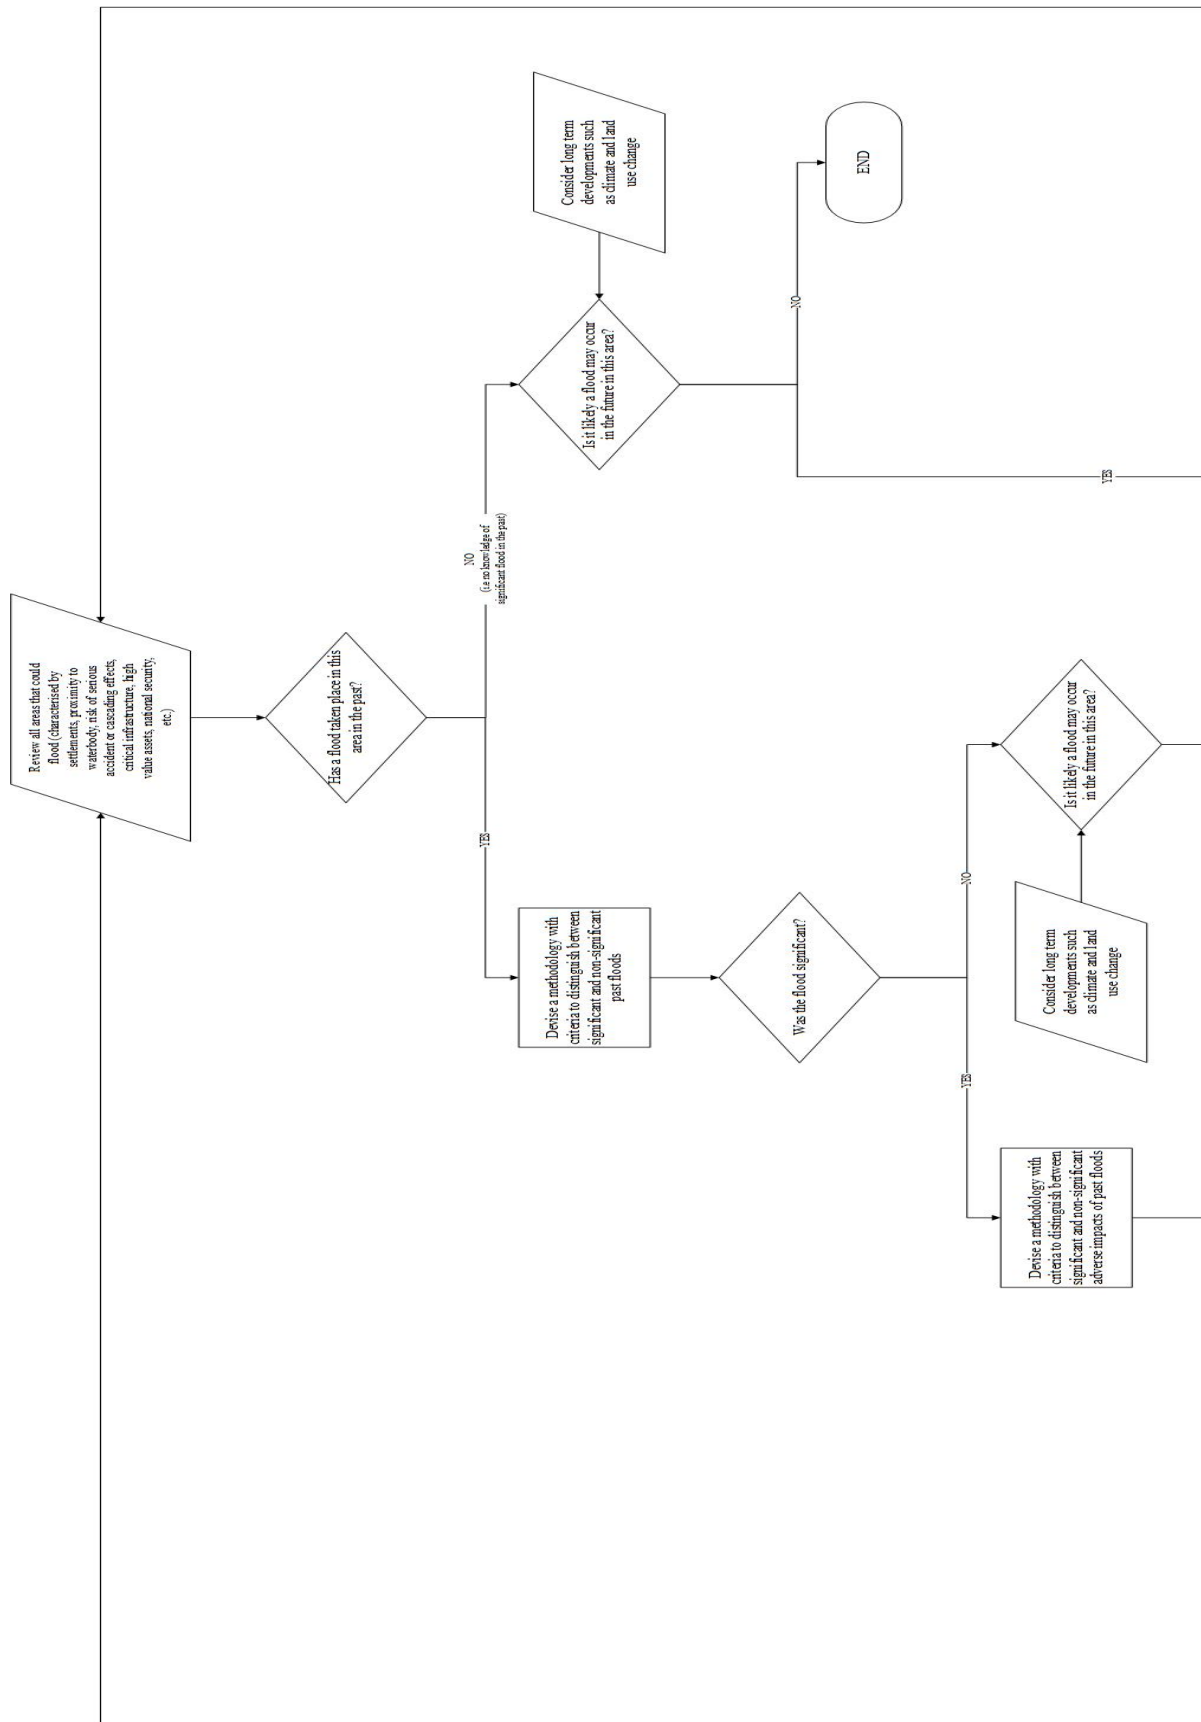 Review all areas that could
flood (characterised by
settlements, proximity to
waterbody, risk of serious
accident or cascading effects,
critical infrastructure, high
value assets, national security,
etc.)
Has a flood taken place in this
area in the past?
YES
NO
(i.e no knowledge of
significant flood in the past)
Devise a methodology with
criteria to distinguish between
significant and non-significant
past floods
Is it likely a flood may occur
in the future in this area?
Consider long term
developments such
as climate and land
use change
Was the flood significant?
NO
END
YES
YES
NO
Devise a methodology with
criteria to distinguish between
significant and non-significant
adverse impacts of past floods
Consider long term
developments such
as climate and land
use change
Is it likely a flood may occur
in the future in this area?